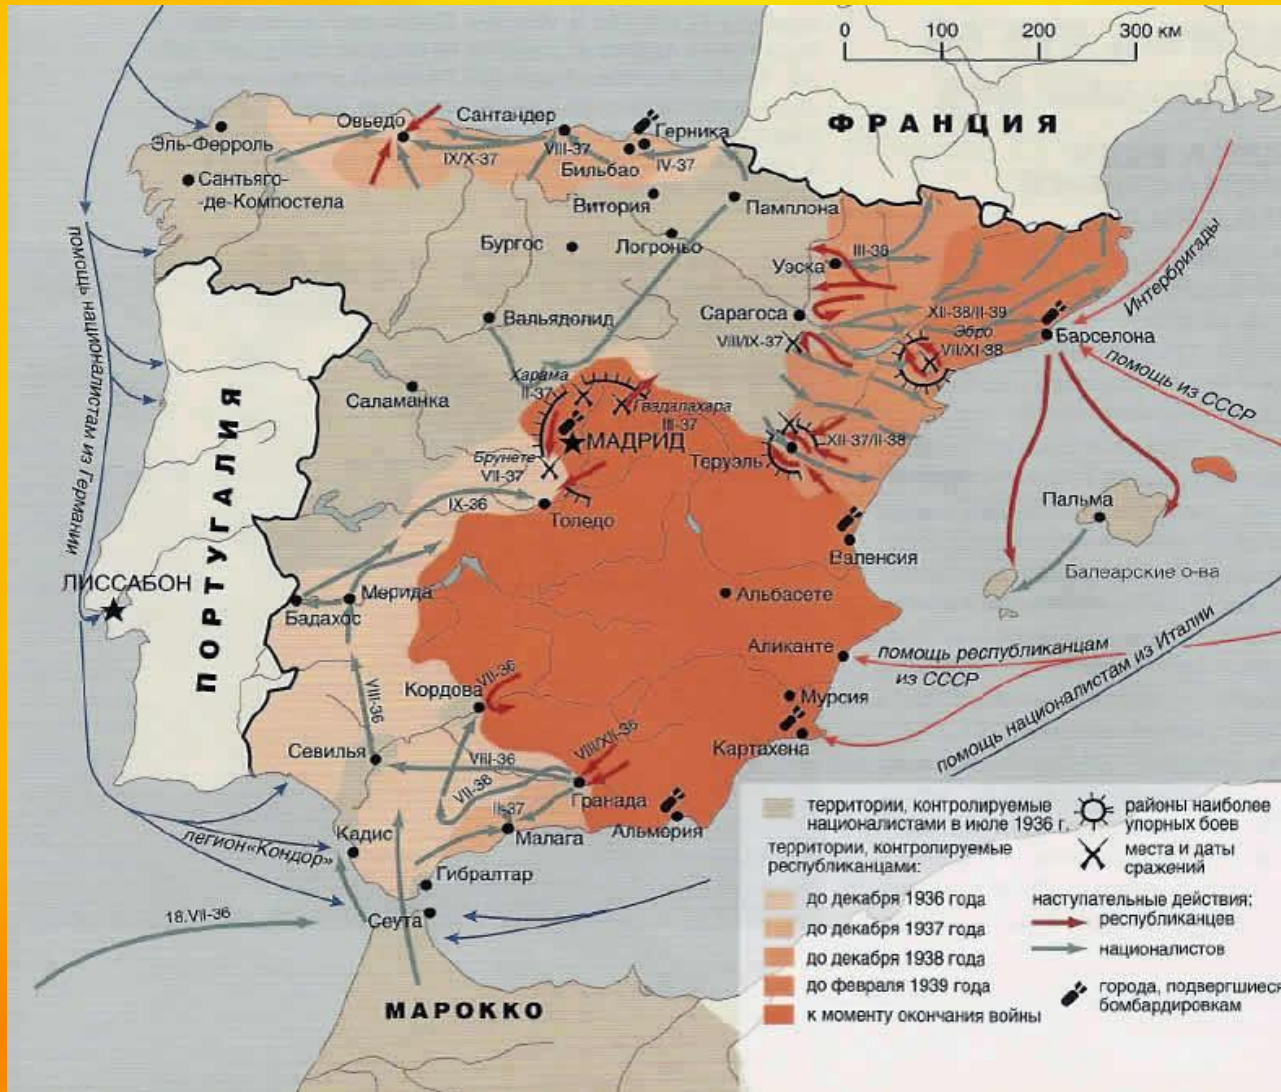 0 100 200 300 км
ФРАНЦИЯ
Эль-Ферроль
Сантьяго-
-де-Компостела
Овьедо
IX/X-37
Сантандер
VIII-37
Бильбао
Герника
IV-37
Витория
Памплона
Бургос
Логроньо
Уэска
III-38
Сарагоса
VIII/IX-37
XII-38/II-39
Эбро
VII/XI-38
Барселона
Интербригады
помощь из СССР
Вальядолид
Саламанка
Харама
II-37
Гвадалахара
III-37
МАДРИД
Брунете
VII-37
IX-36
Толедо
Теруэль
XII-37/II-38
Валенсия
Пальма
Балеарские о-ва
помощь националистам из Германии
ПОРТУГАЛИЯ
ЛИССАБОН
Бадахос
Мерида
VIII-36
Альбасете
Аликанте
помощь республиканцам
из СССР
помощь националистам из Италии
Мурсия
Картахена
Кордова
VII-36
Севилья
VIII-36
VII-36
VIII/XII-36
Гранада
II-37
Малага
Альмерия
Кадис
легион«Кондор»
Гибралтар
Сеута
18.VII-36
МАРОККО
территории, контролируемые
националистами в июле 1936 г.
территории, контролируемые
республиканцами:
до декабря 1936 года
до декабря 1937 года
до декабря 1938 года
до февраля 1939 года
к моменту окончания войны
районы наиболее
упорных боев
места и даты
сражений
наступательные действия:
республиканцев
националистов
города, подвергшиеся
бомбардировкам